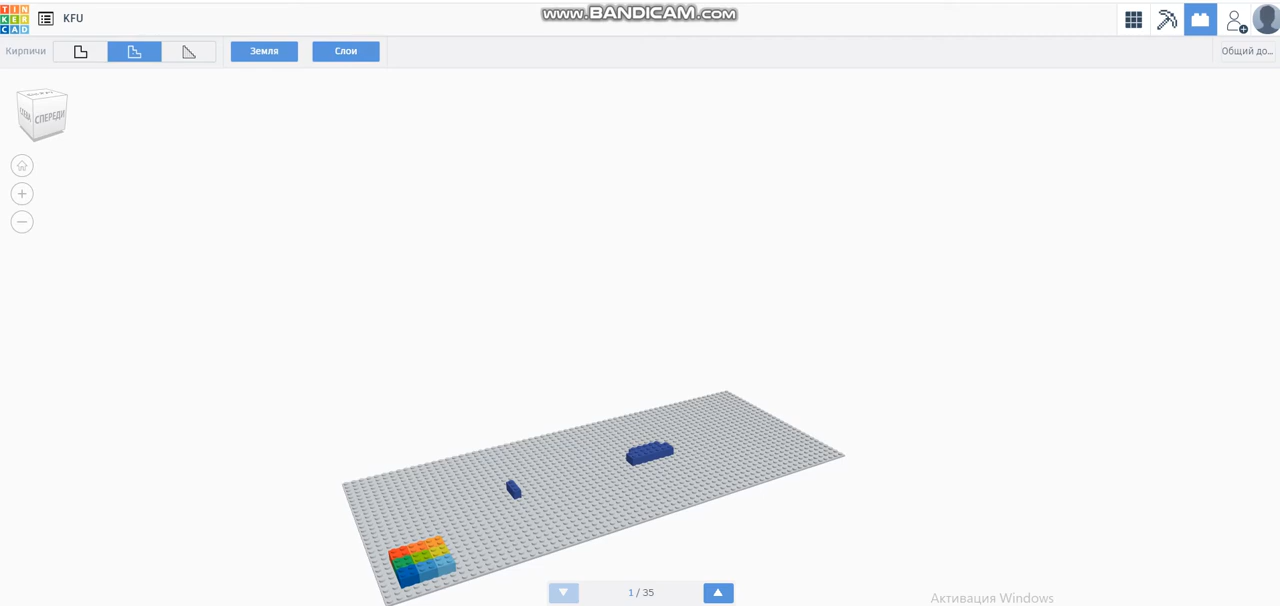 TIN
KER
CAD
KFU
www.BANDICAM.com
Кирпичи
Земля
Слои
Общий до...
СПЕРЕДИ
1 / 35
Активация Windows